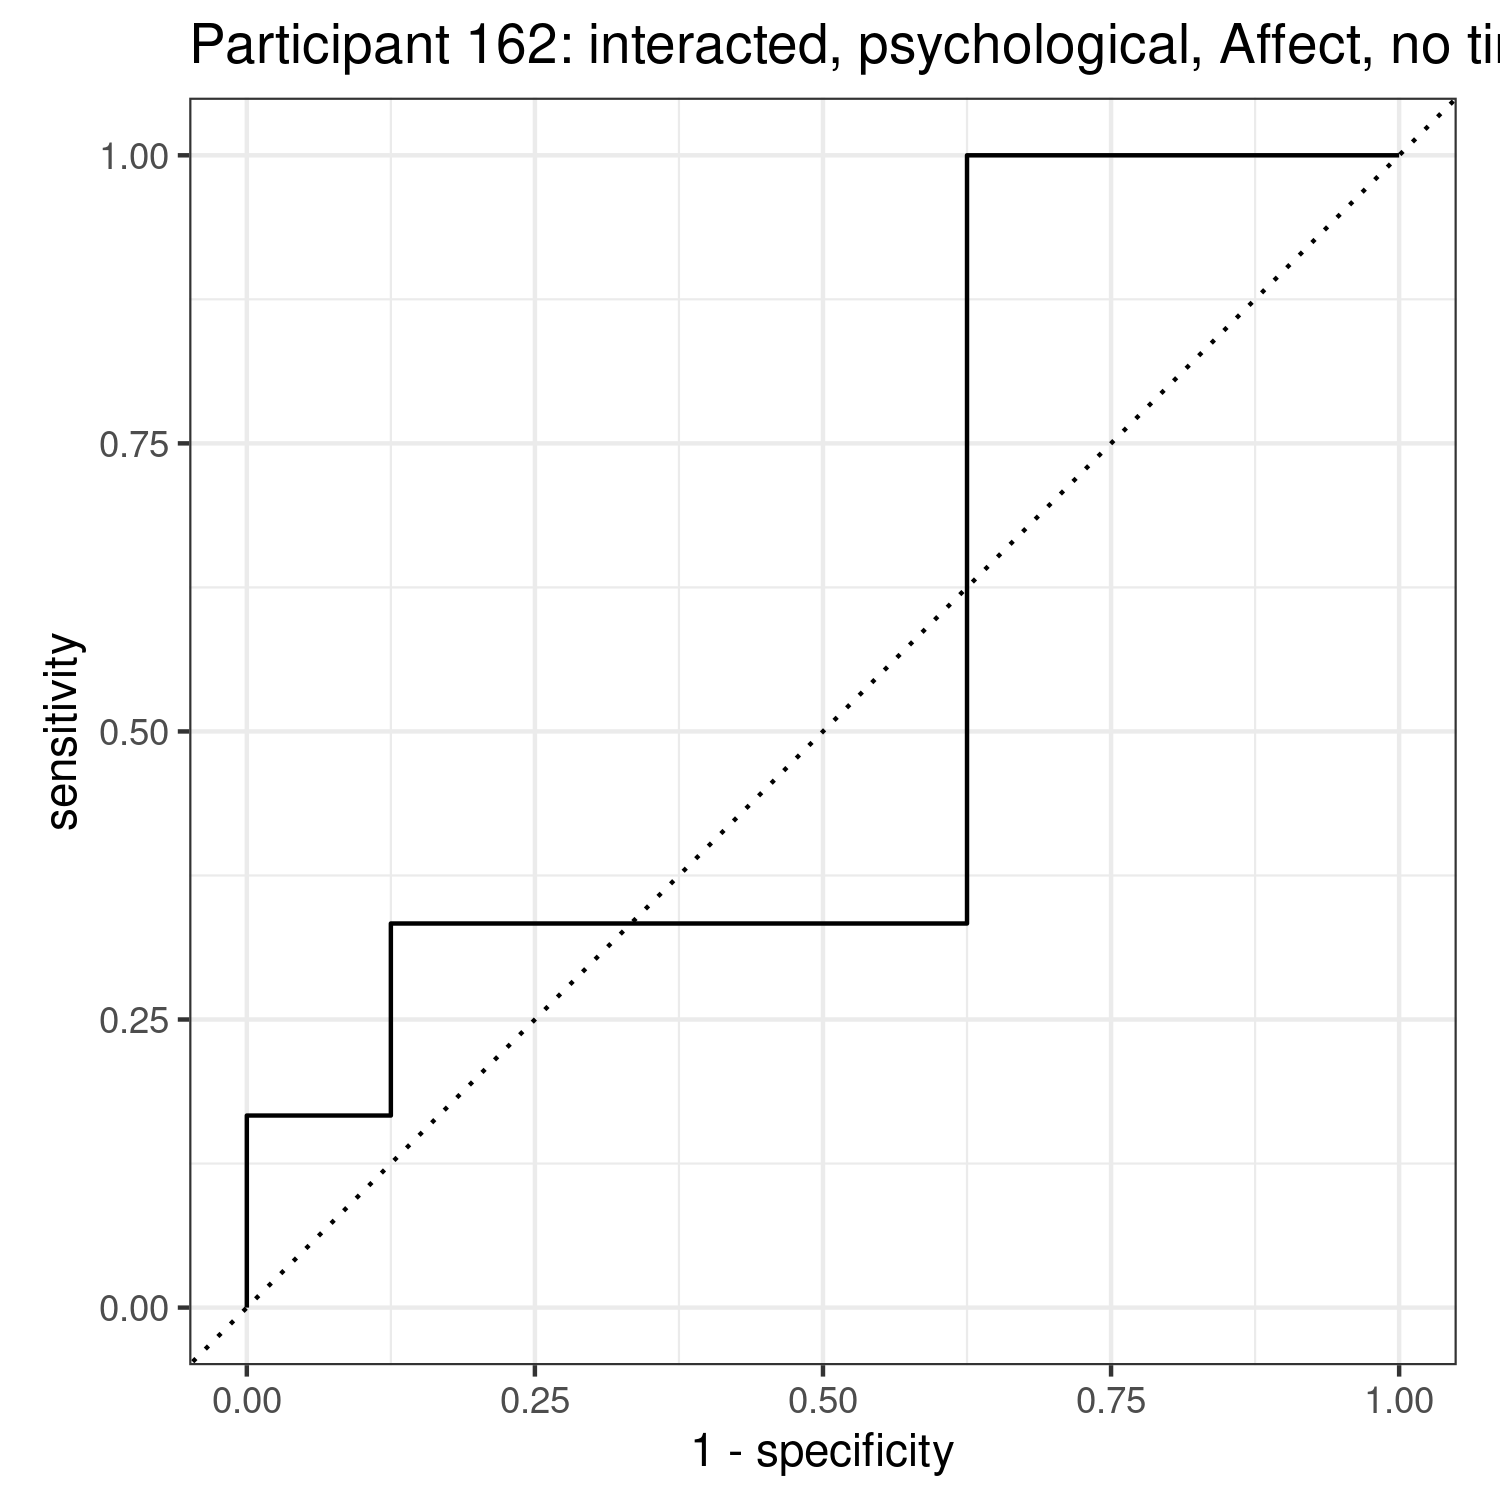 Participant 162: interacted, psychological, Affect, no
1.00
0.75
0.50
0.25
0.00
sensitivity
0.00 0.25 0.50 0.75 1.00
1 - specificity